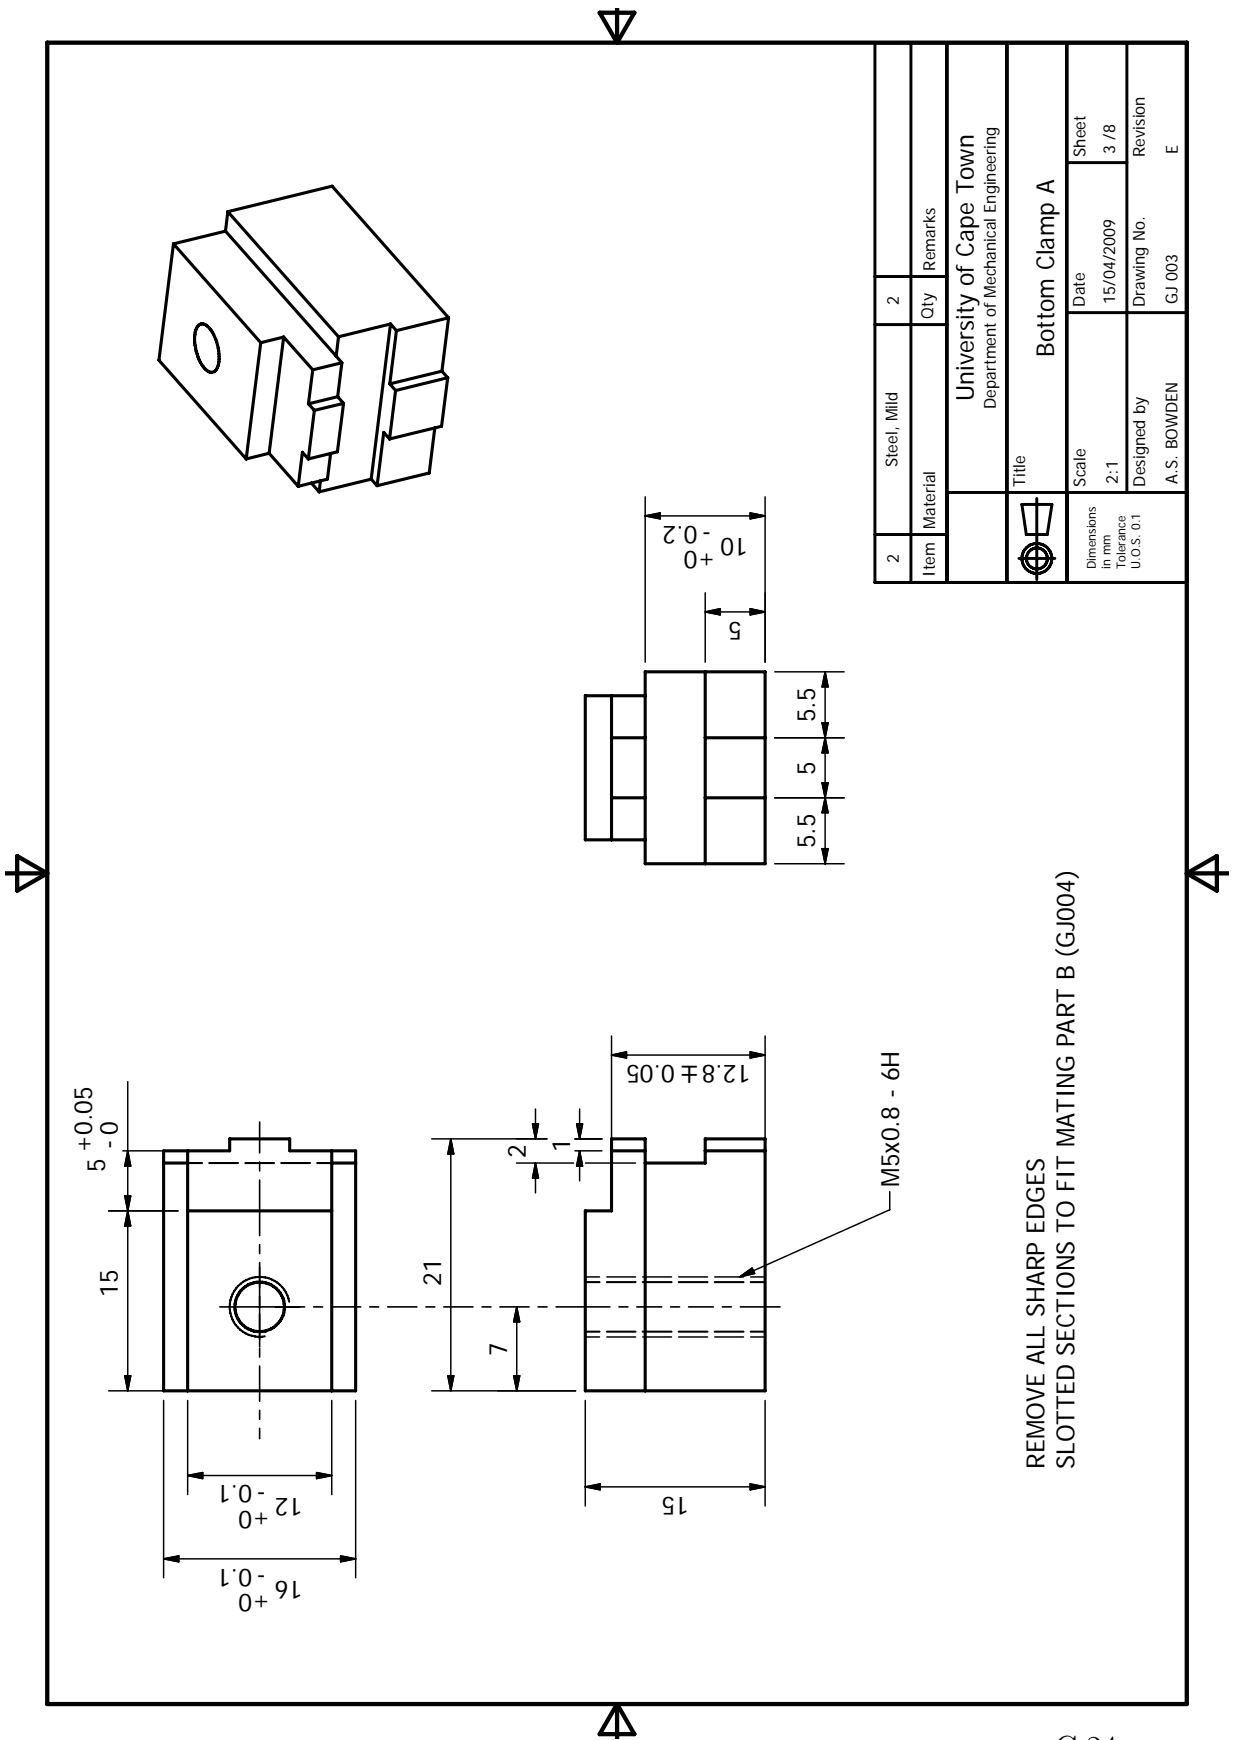 5 +0.05
-0
15
12 +0
-0.1
16 +0
-0.1
21
7
2
1
12.8±0.05
15
M5x0.8 - 6H
10 +0
-0.2
5
5.5
5
5.5
REMOVE ALL SHARP EDGES
SLOTTED SECTIONS TO FIT MATING PART B (GJ004)
2 Steel, Mild 2
Item Material Qty Remarks
University of Cape Town
Department of Mechanical Engineering
Title
Bottom Clamp A
Dimensions
in mm
Tolerance
U.O.S. 0.1
Scale Date Sheet
2:1 15/04/2009 3 /8
Designed by Drawing No. Revision
A.S. BOWDEN GJ 003 E